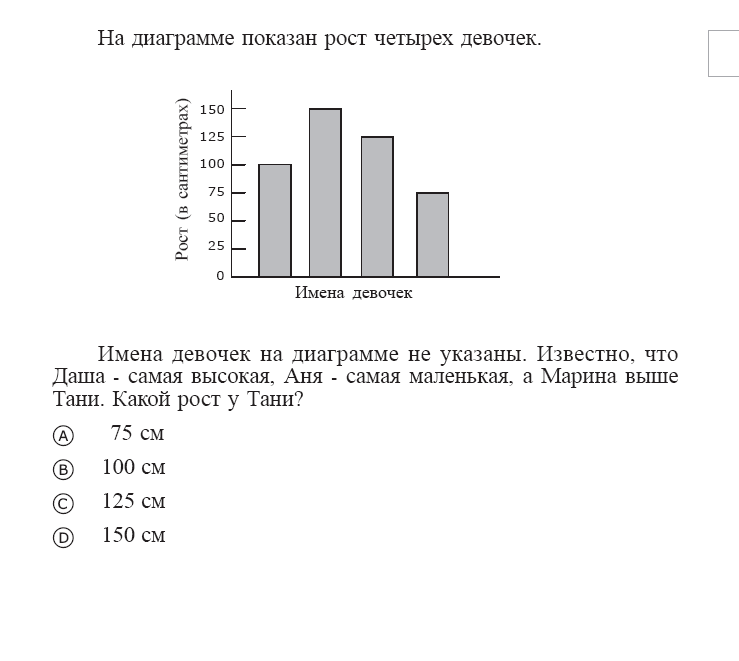 На диаграмме показан рост четырех девочек.
Рост (в сантиметрах)
150
125
100
75
50
25
0
Имена девочек
Имена девочек на диаграмме не указаны. Известно, что
Даша - самая высокая, Аня - самая маленькая, а Марина выше
Тани. Какой рост у Тани?
A 75 см
B 100 см
C 125 см
D 150 см